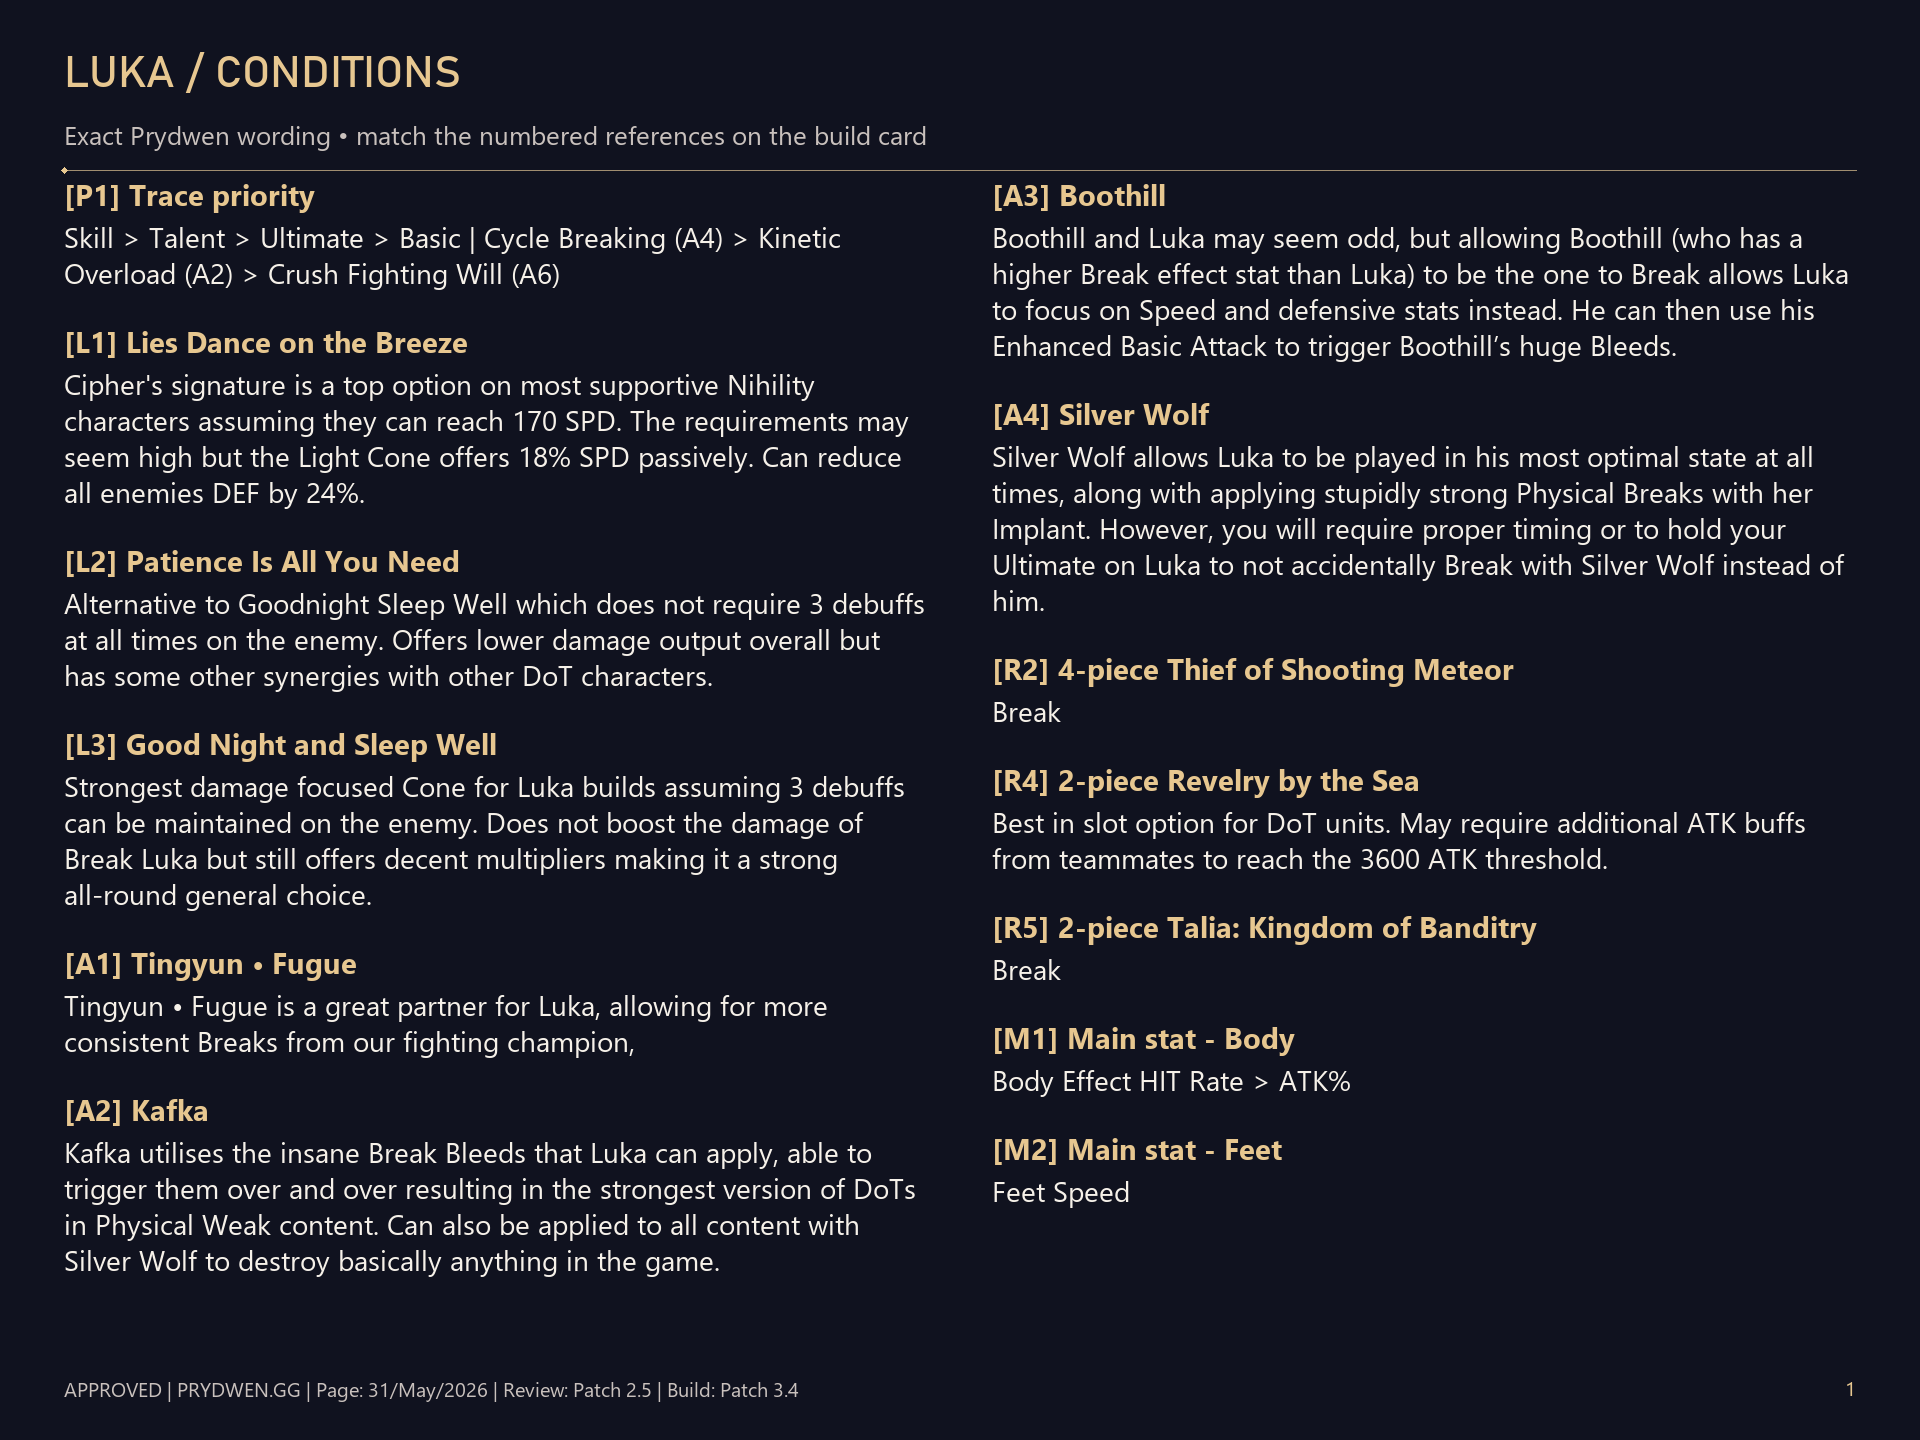 LUKA / CONDITIONS
Exact Prydwen wording • match the numbered references on the build card
[P1] Trace priority
Skill > Talent > Ultimate > Basic | Cycle Breaking (A4) > Kinetic
Overload (A2) > Crush Fighting Will (A6)
[L1] Lies Dance on the Breeze
Cipher's signature is a top option on most supportive Nihility
characters assuming they can reach 170 SPD. The requirements may
seem high but the Light Cone offers 18% SPD passively. Can reduce
all enemies DEF by 24%.
[L2] Patience Is All You Need
Alternative to Goodnight Sleep Well which does not require 3 debuffs
at all times on the enemy. Offers lower damage output overall but
has some other synergies with other DoT characters.
[L3] Good Night and Sleep Well
Strongest damage focused Cone for Luka builds assuming 3 debuffs
can be maintained on the enemy. Does not boost the damage of
Break Luka but still offers decent multipliers making it a strong
all-round general choice.
[A1] Tingyun • Fugue
Tingyun • Fugue is a great partner for Luka, allowing for more
consistent Breaks from our fighting champion,
[A2] Kafka
Kafka utilises the insane Break Bleeds that Luka can apply, able to
trigger them over and over resulting in the strongest version of DoTs
in Physical Weak content. Can also be applied to all content with
Silver Wolf to destroy basically anything in the game.
[A3] Boothill
Boothill and Luka may seem odd, but allowing Boothill (who has a
higher Break effect stat than Luka) to be the one to Break allows Luka
to focus on Speed and defensive stats instead. He can then use his
Enhanced Basic Attack to trigger Boothill’s huge Bleeds.
[A4] Silver Wolf
Silver Wolf allows Luka to be played in his most optimal state at all
times, along with applying stupidly strong Physical Breaks with her
Implant. However, you will require proper timing or to hold your
Ultimate on Luka to not accidentally Break with Silver Wolf instead of
him.
[R2] 4-piece Thief of Shooting Meteor
Break
[R4] 2-piece Revelry by the Sea
Best in slot option for DoT units. May require additional ATK buffs
from teammates to reach the 3600 ATK threshold.
[R5] 2-piece Talia: Kingdom of Banditry
Break
[M1] Main stat - Body
Body Effect HIT Rate > ATK%
[M2] Main stat - Feet
Feet Speed
APPROVED | PRYDWEN.GG | Page: 31/May/2026 | Review: Patch 2.5 | Build: Patch 3.4
1